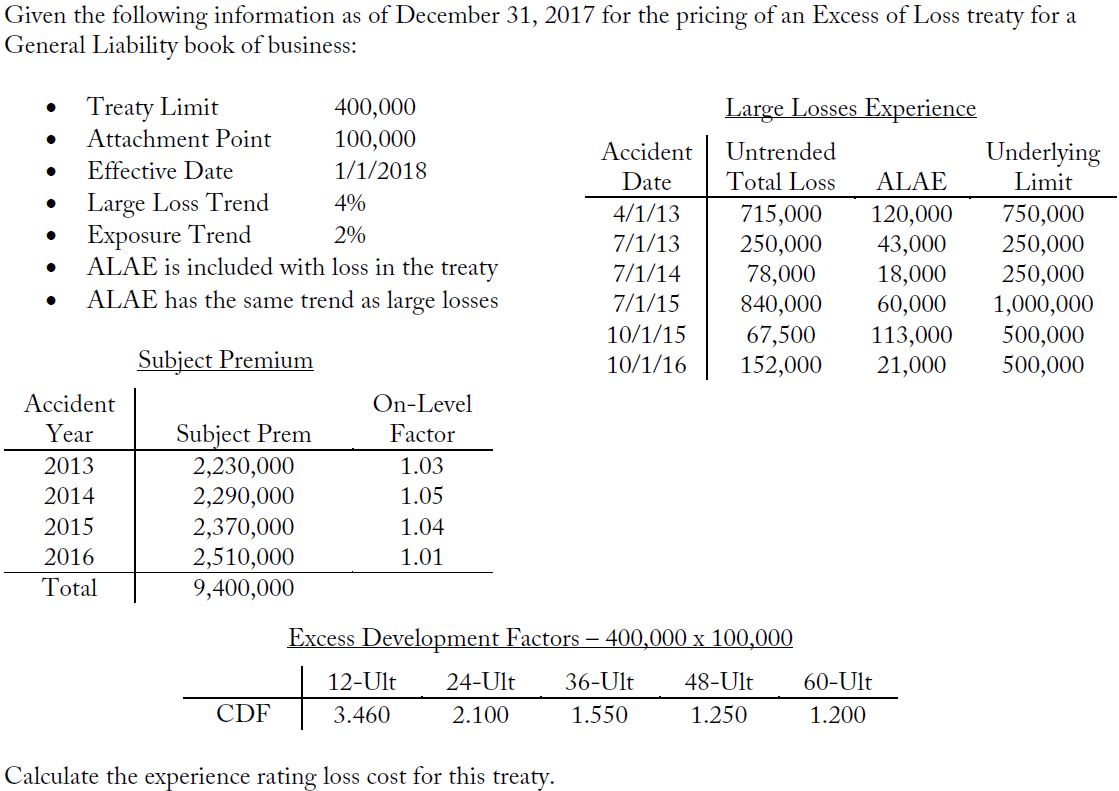 Given the following information as of December 31, 2017 for the pricing of an Excess of Loss treaty for a
General Liability book of business:
• Treaty Limit 400,000
• Attachment Point 100,000
• Effective Date 1/1/2018
• Large Loss Trend 4%
• Exposure Trend 2%
• ALAE is included with loss in the treaty
• ALAE has the same trend as large losses
Large Losses Experience
Accident Untrended Underlying
Date Total Loss ALAE Limit
4/1/13 715,000 120,000 750,000
7/1/13 250,000 43,000 250,000
7/1/14 78,000 18,000 250,000
7/1/15 840,000 60,000 1,000,000
10/1/15 67,500 113,000 500,000
10/1/16 152,000 21,000 500,000
Subject Premium
Accident On-Level
Year Subject Prem Factor
2013 2,230,000 1.03
2014 2,290,000 1.05
2015 2,370,000 1.04
2016 2,510,000 1.01
Total 9,400,000
Excess Development Factors – 400,000 x 100,000
12-Ult 24-Ult 36-Ult 48-Ult 60-Ult
CDF 3.460 2.100 1.550 1.250 1.200
Calculate the experience rating loss cost for this treaty.